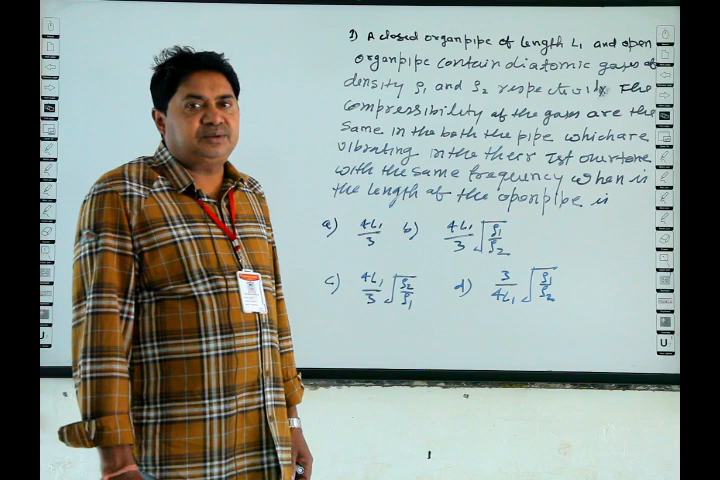 1) A closed organpipe of length L₁ and open
organpipe contain diatomic gases of
density ρ₁ and ρ₂ respectively. The
compressibility of the gases are the
same in the both the pipe which are
vibrating in the their Ist overtone
with the same frequency when is
the length of the openpipe is
a) 4L₁/3 b) 4L₁/3 √ρ₁/ρ₂
c) 4L₁/3 √ρ₂/ρ₁ d) 3/4L₁ √ρ₁/ρ₂